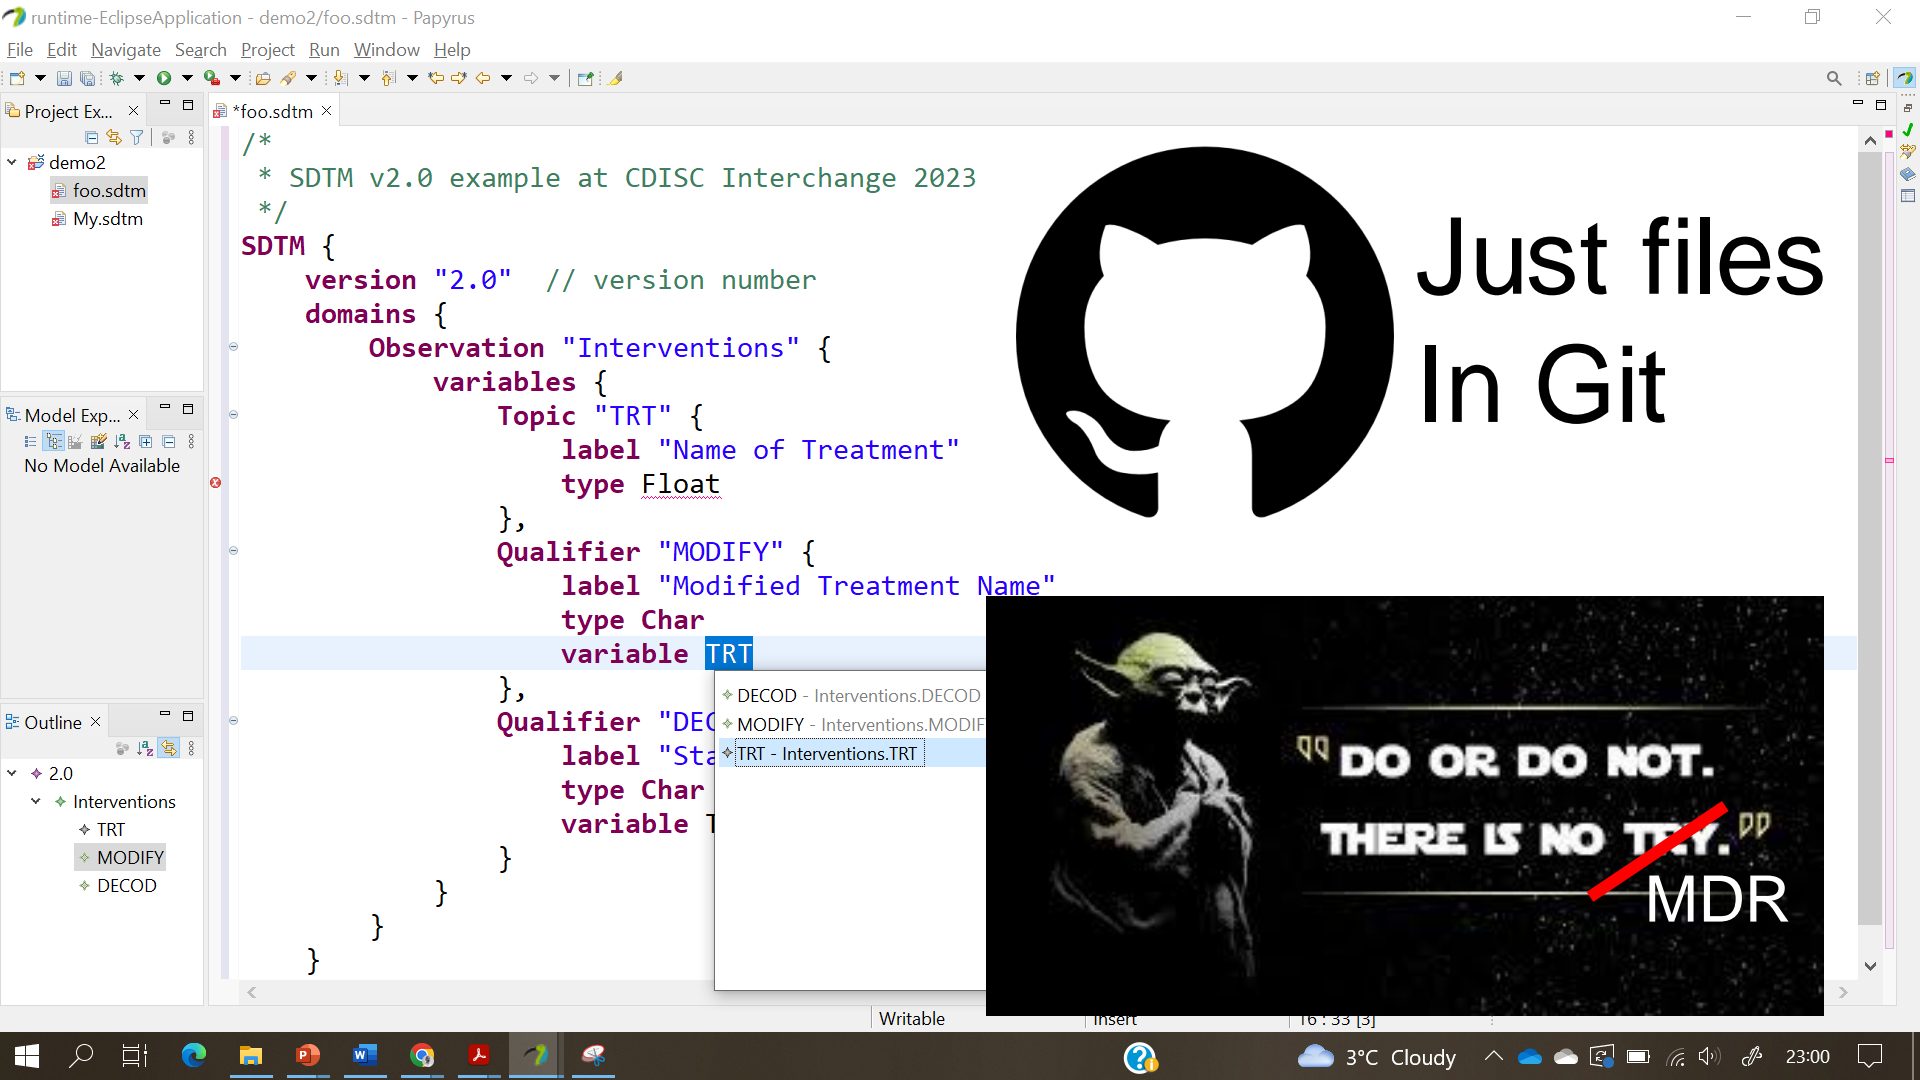 runtime-EclipseApplication - demo2/foo.sdtm - Papyrus
File Edit Navigate Search Project Run Window Help
Project Ex...
demo2
foo.sdtm
My.sdtm
Model Exp...
No Model Available
Outline
2.0
Interventions
TRT
MODIFY
DECOD
*foo.sdtm
/*
* SDTM v2.0 example at CDISC Interchange 2023
*/
SDTM {
version "2.0" // version number
domains {
Observation "Interventions" {
variables {
Topic "TRT" {
label "Name of Treatment"
type Float
},
Qualifier "MODIFY" {
label "Modified Treatment Name"
type Char
variable TRT
},
Qualifier "DEC
label "Sta
type Char
variable T
}
}
}
}
DECOD - Interventions.DECOD
MODIFY - Interventions.MODIF
TRT - Interventions.TRT
Just files
In Git
"DO OR DO NOT.
THERE IS NO TRY."
MDR
Writable Insert 16 : 33 [3]
3°C Cloudy 23:00